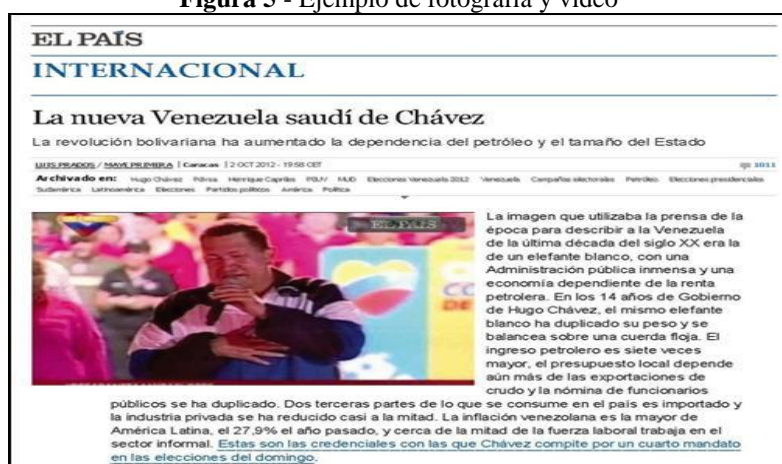 Figura 5 - Ejemplo de fotografía y vídeo
EL PAÍS
INTERNACIONAL
La nueva Venezuela saudí de Chávez
La revolución bolivariana ha aumentado la dependencia del petróleo y el tamaño del Estado
LUIS PRADOS / MAYE PRIMERA | Caracas | 2 OCT 2012 - 19:58 CET 1011
Archivado en: Hugo Chávez Pdvsa Henrique Capriles PSUV MUD Elecciones Venezuela 2012 Venezuela Campañas electorales Petróleo Elecciones presidenciales
Sudamérica Latinoamérica Elecciones Partidos políticos América Política
EL PAÍS
La imagen que utilizaba la prensa de la
época para describir a la Venezuela
de la última década del siglo XX era la
de un elefante blanco, con una
Administración pública inmensa y una
economía dependiente de la renta
petrolera. En los 14 años de Gobierno
de Hugo Chávez, el mismo elefante
blanco ha duplicado su peso y se
balancea sobre una cuerda floja. El
ingreso petrolero es siete veces
mayor, el presupuesto local depende
aún más de las exportaciones de
crudo y la nómina de funcionarios
públicos se ha duplicado. Dos terceras partes de lo que se consume en el país es importado y
la industria privada se ha reducido casi a la mitad. La inflación venezolana es la mayor de
América Latina, el 27,9% el año pasado, y cerca de la mitad de la fuerza laboral trabaja en el
sector informal. Estas son las credenciales con las que Chávez compite por un cuarto mandato
en las elecciones del domingo.